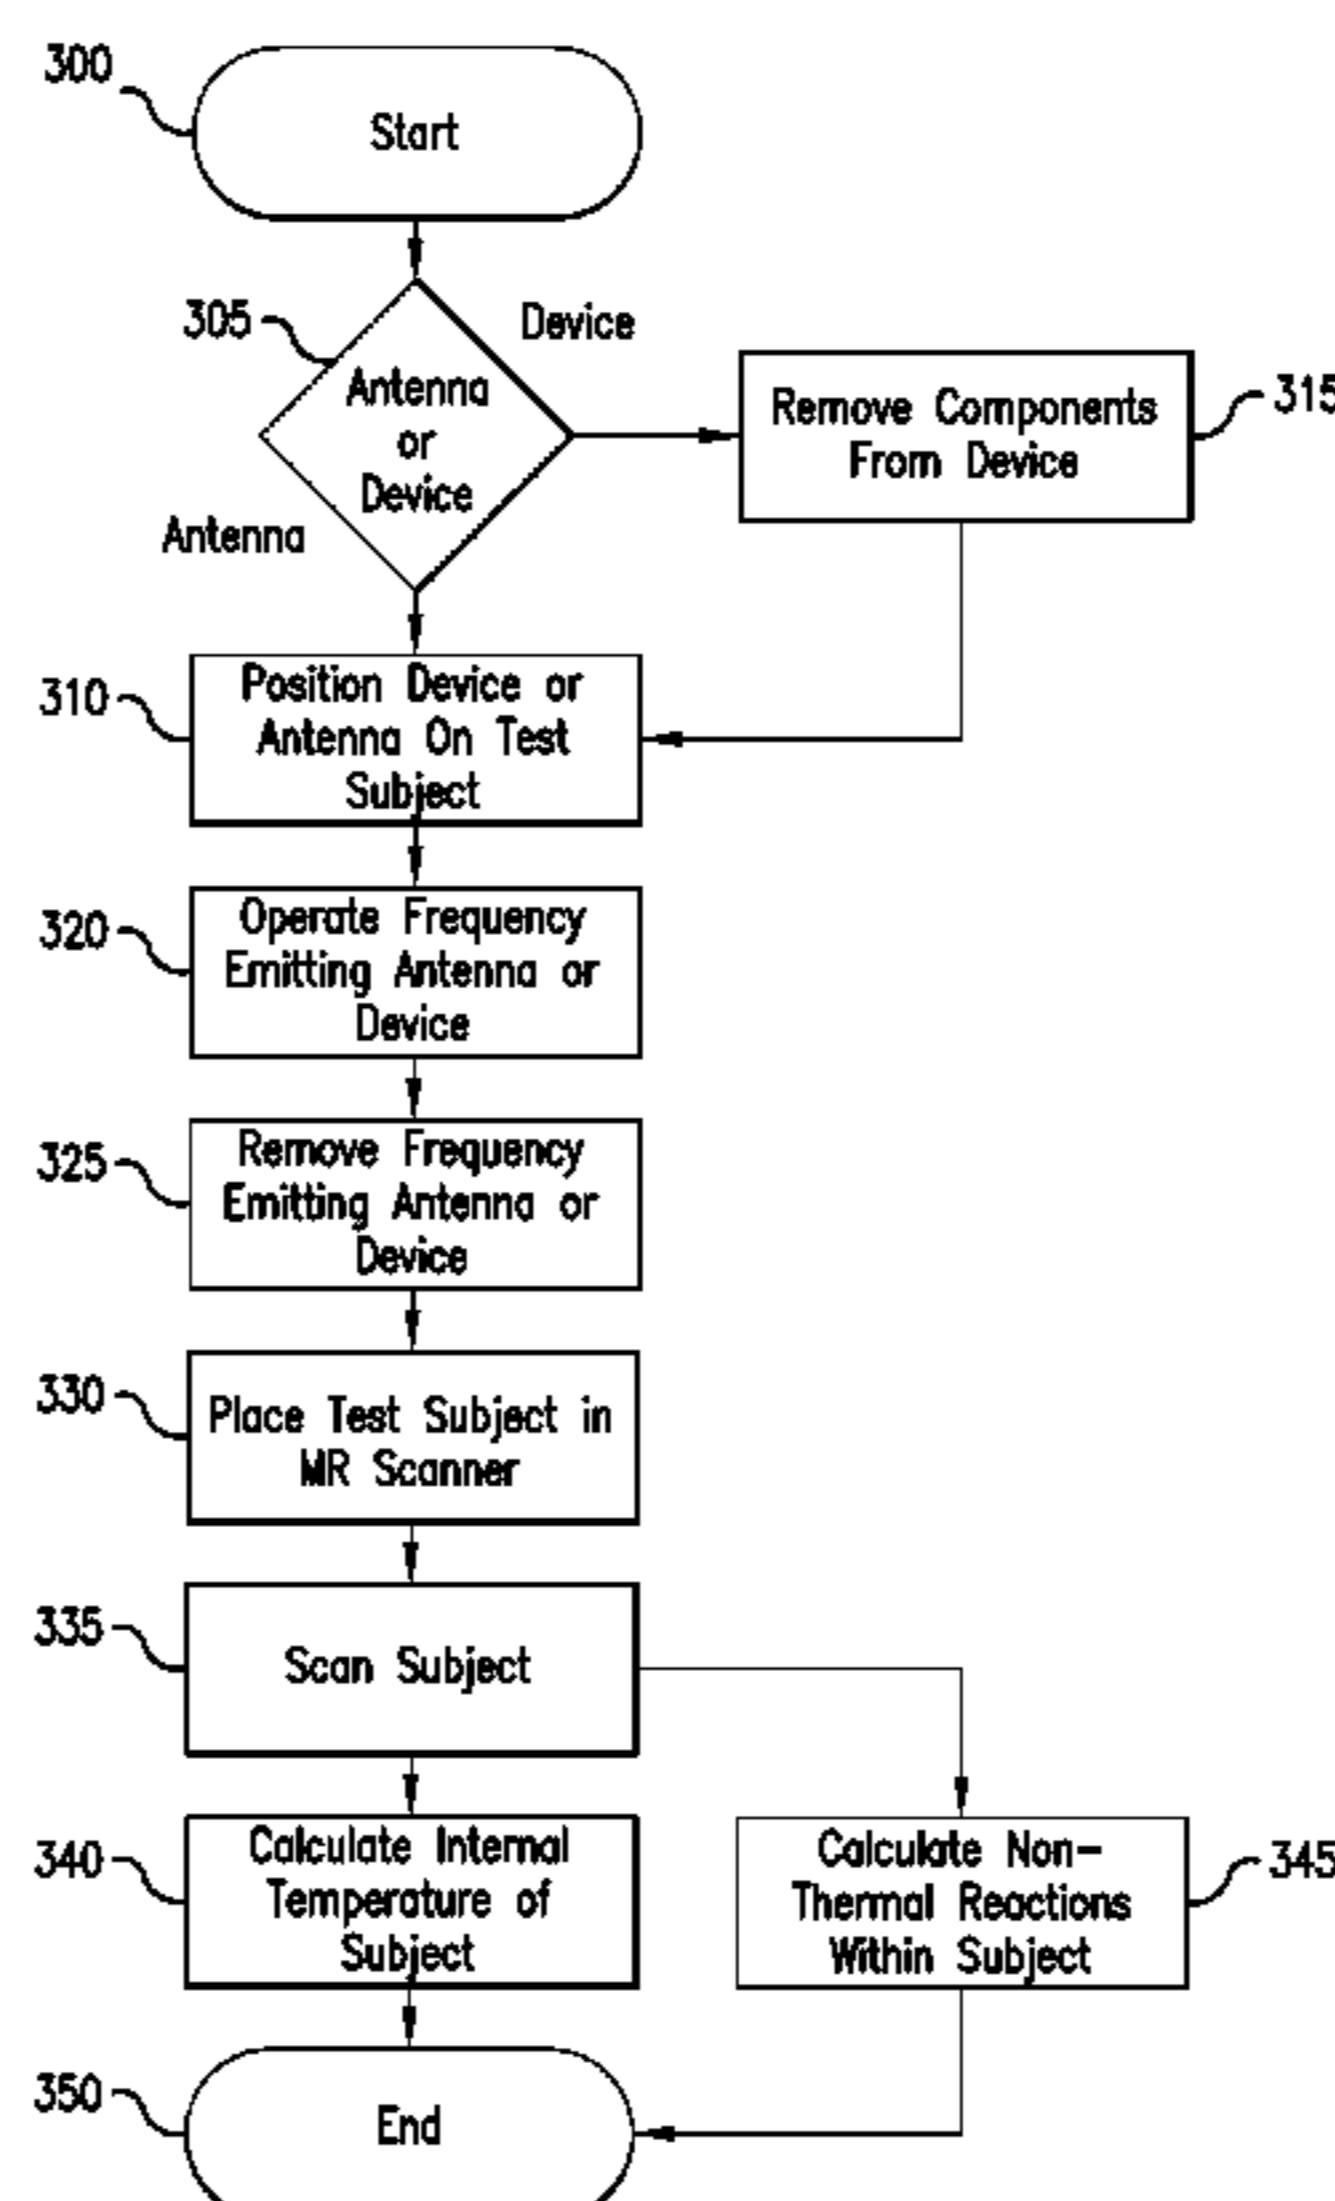 300
Start
305
Device
Antenna
or
Device
Antenna
Remove Components
From Device
315
310
Position Device or
Antenna On Test
Subject
320
Operate Frequency
Emitting Antenna or
Device
325
Remove Frequency
Emitting Antenna or
Device
330
Place Test Subject in
MR Scanner
335
Scan Subject
340
Calculate Internal
Temperature of
Subject
Calculate Non-
Thermal Reactions
Within Subject
345
350
End